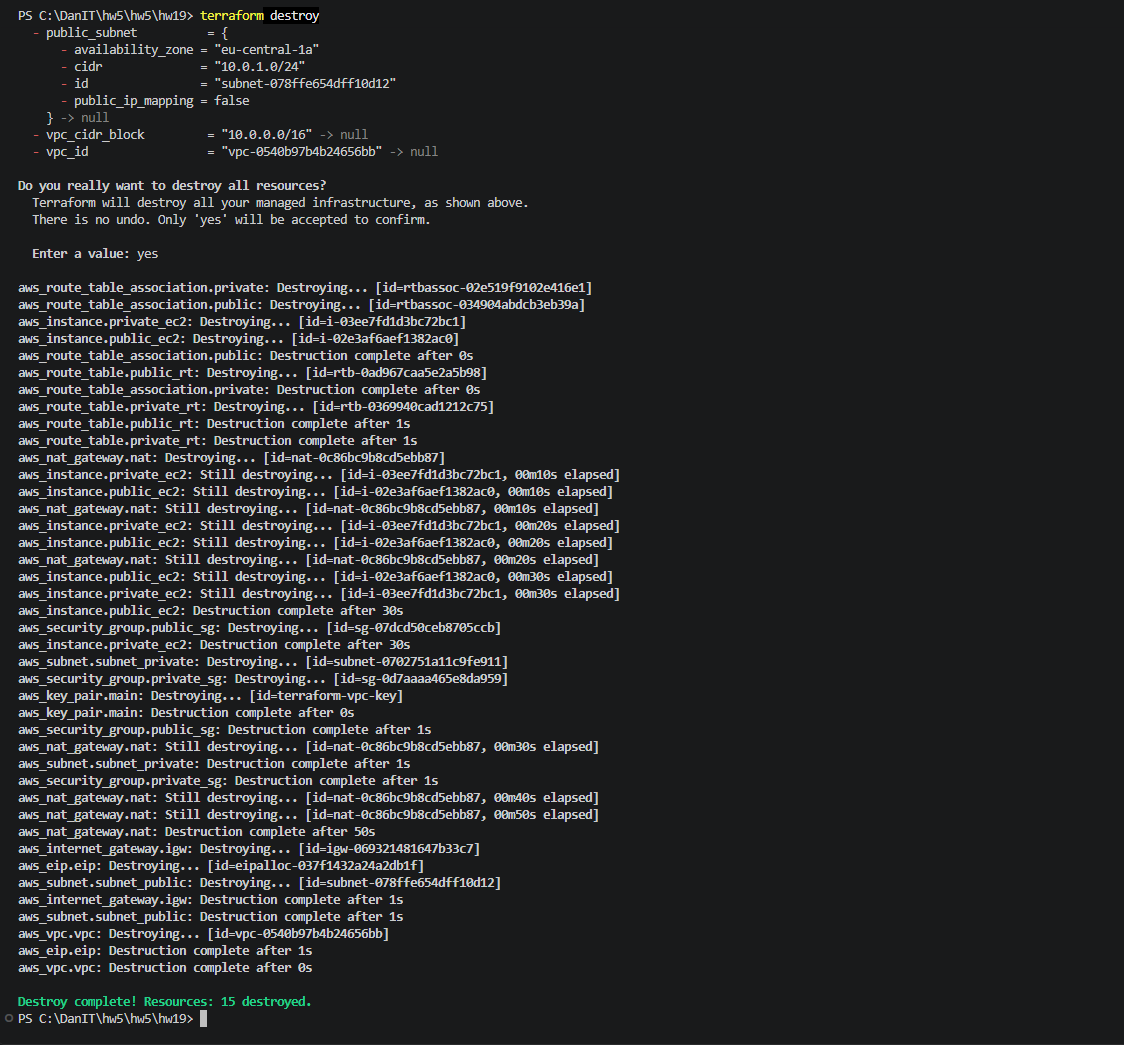 PS C:\DanIT\hw5\hw5\hw19> terraform destroy
- public_subnet = {
- availability_zone = "eu-central-1a"
- cidr = "10.0.1.0/24"
- id = "subnet-078ffe654dff10d12"
- public_ip_mapping = false
} -> null
- vpc_cidr_block = "10.0.0.0/16" -> null
- vpc_id = "vpc-0540b97b4b24656bb" -> null
Do you really want to destroy all resources?
Terraform will destroy all your managed infrastructure, as shown above.
There is no undo. Only 'yes' will be accepted to confirm.
Enter a value: yes
aws_route_table_association.private: Destroying... [id=rtbassoc-02e519f9102e416e1]
aws_route_table_association.public: Destroying... [id=rtbassoc-034904abdcb3eb39a]
aws_instance.private_ec2: Destroying... [id=i-03ee7fd1d3bc72bc1]
aws_instance.public_ec2: Destroying... [id=i-02e3af6aef1382ac0]
aws_route_table_association.public: Destruction complete after 0s
aws_route_table.public_rt: Destroying... [id=rtb-0ad967caa5e2a5b98]
aws_route_table_association.private: Destruction complete after 0s
aws_route_table.private_rt: Destroying... [id=rtb-0369940cad1212c75]
aws_route_table.public_rt: Destruction complete after 1s
aws_route_table.private_rt: Destruction complete after 1s
aws_nat_gateway.nat: Destroying... [id=nat-0c86bc9b8cd5ebb87]
aws_instance.private_ec2: Still destroying... [id=i-03ee7fd1d3bc72bc1, 00m10s elapsed]
aws_instance.public_ec2: Still destroying... [id=i-02e3af6aef1382ac0, 00m10s elapsed]
aws_nat_gateway.nat: Still destroying... [id=nat-0c86bc9b8cd5ebb87, 00m10s elapsed]
aws_instance.private_ec2: Still destroying... [id=i-03ee7fd1d3bc72bc1, 00m20s elapsed]
aws_instance.public_ec2: Still destroying... [id=i-02e3af6aef1382ac0, 00m20s elapsed]
aws_nat_gateway.nat: Still destroying... [id=nat-0c86bc9b8cd5ebb87, 00m20s elapsed]
aws_instance.public_ec2: Still destroying... [id=i-02e3af6aef1382ac0, 00m30s elapsed]
aws_instance.private_ec2: Still destroying... [id=i-03ee7fd1d3bc72bc1, 00m30s elapsed]
aws_instance.public_ec2: Destruction complete after 30s
aws_security_group.public_sg: Destroying... [id=sg-07dcd50ceb8705ccb]
aws_instance.private_ec2: Destruction complete after 30s
aws_subnet.subnet_private: Destroying... [id=subnet-0702751a11c9fe911]
aws_security_group.private_sg: Destroying... [id=sg-0d7aaaa465e8da959]
aws_key_pair.main: Destroying... [id=terraform-vpc-key]
aws_key_pair.main: Destruction complete after 0s
aws_security_group.public_sg: Destruction complete after 1s
aws_nat_gateway.nat: Still destroying... [id=nat-0c86bc9b8cd5ebb87, 00m30s elapsed]
aws_subnet.subnet_private: Destruction complete after 1s
aws_security_group.private_sg: Destruction complete after 1s
aws_nat_gateway.nat: Still destroying... [id=nat-0c86bc9b8cd5ebb87, 00m40s elapsed]
aws_nat_gateway.nat: Still destroying... [id=nat-0c86bc9b8cd5ebb87, 00m50s elapsed]
aws_nat_gateway.nat: Destruction complete after 50s
aws_internet_gateway.igw: Destroying... [id=igw-069321481647b33c7]
aws_eip.eip: Destroying... [id=eipalloc-037f1432a24a2db1f]
aws_subnet.subnet_public: Destroying... [id=subnet-078ffe654dff10d12]
aws_internet_gateway.igw: Destruction complete after 1s
aws_subnet.subnet_public: Destruction complete after 1s
aws_vpc.vpc: Destroying... [id=vpc-0540b97b4b24656bb]
aws_eip.eip: Destruction complete after 1s
aws_vpc.vpc: Destruction complete after 0s
Destroy complete! Resources: 15 destroyed.
PS C:\DanIT\hw5\hw5\hw19>